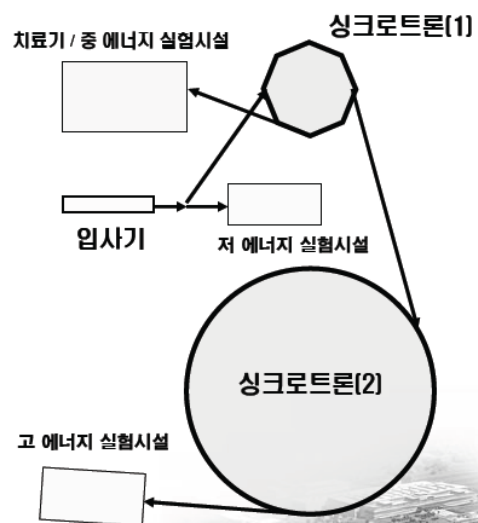 싱크로트론(1)
치료기 / 중 에너지 실험시설
입사기
저 에너지 실험시설
싱크로트론(2)
고 에너지 실험시설